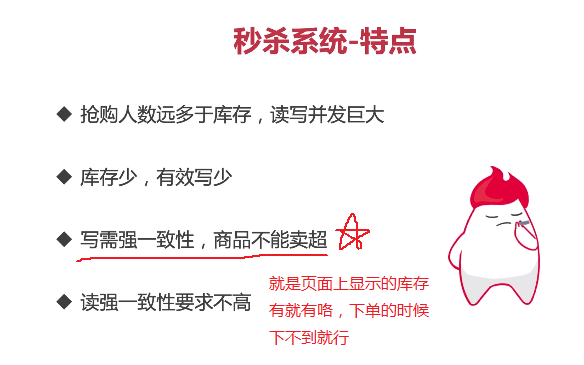 秒杀系统-特点
◆ 抢购人数远多于库存，读写并发巨大
◆ 库存少，有效写少
◆ 写需强一致性，商品不能卖超
◆ 读强一致性要求不高
就是页面上显示的库存
有就有咯，下单的时候
下不到就行